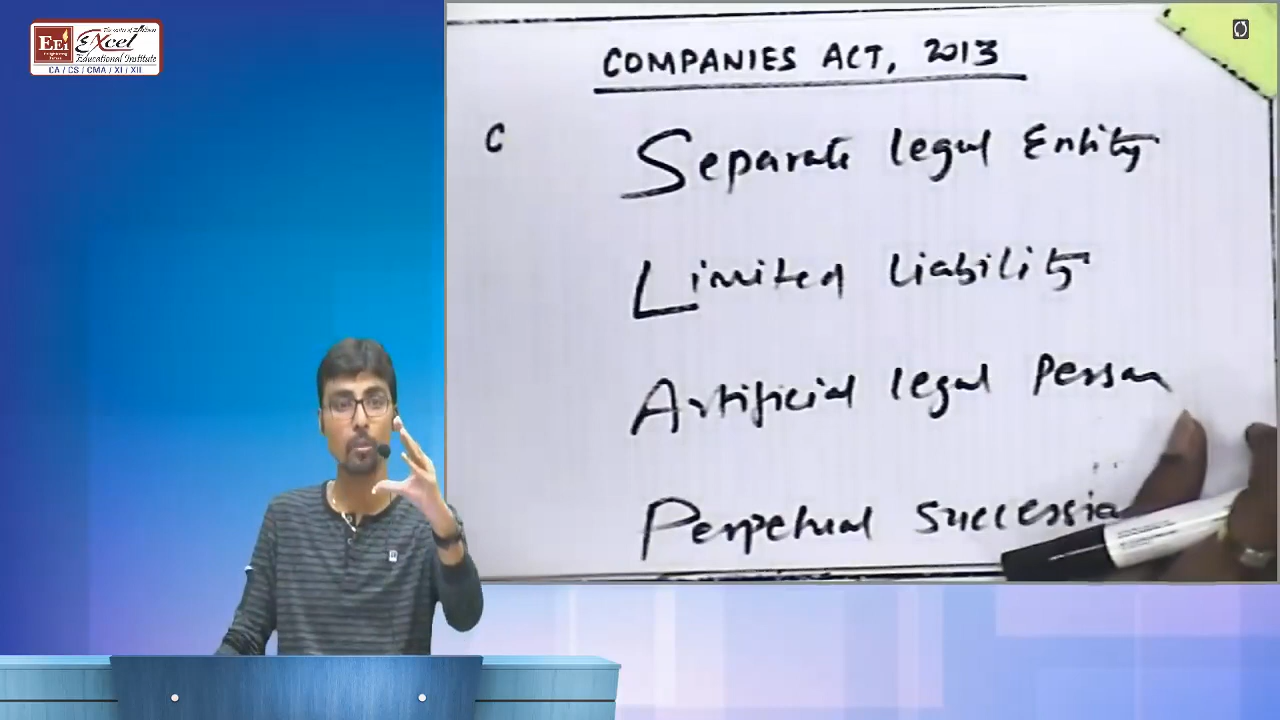 EEi
Excel
Educational Institute
CA / CS / CMA / XI / XII
COMPANIES ACT, 2013
C
Separate legal Entity
Limited liability
Artificial legal Person
Perpetual Succession